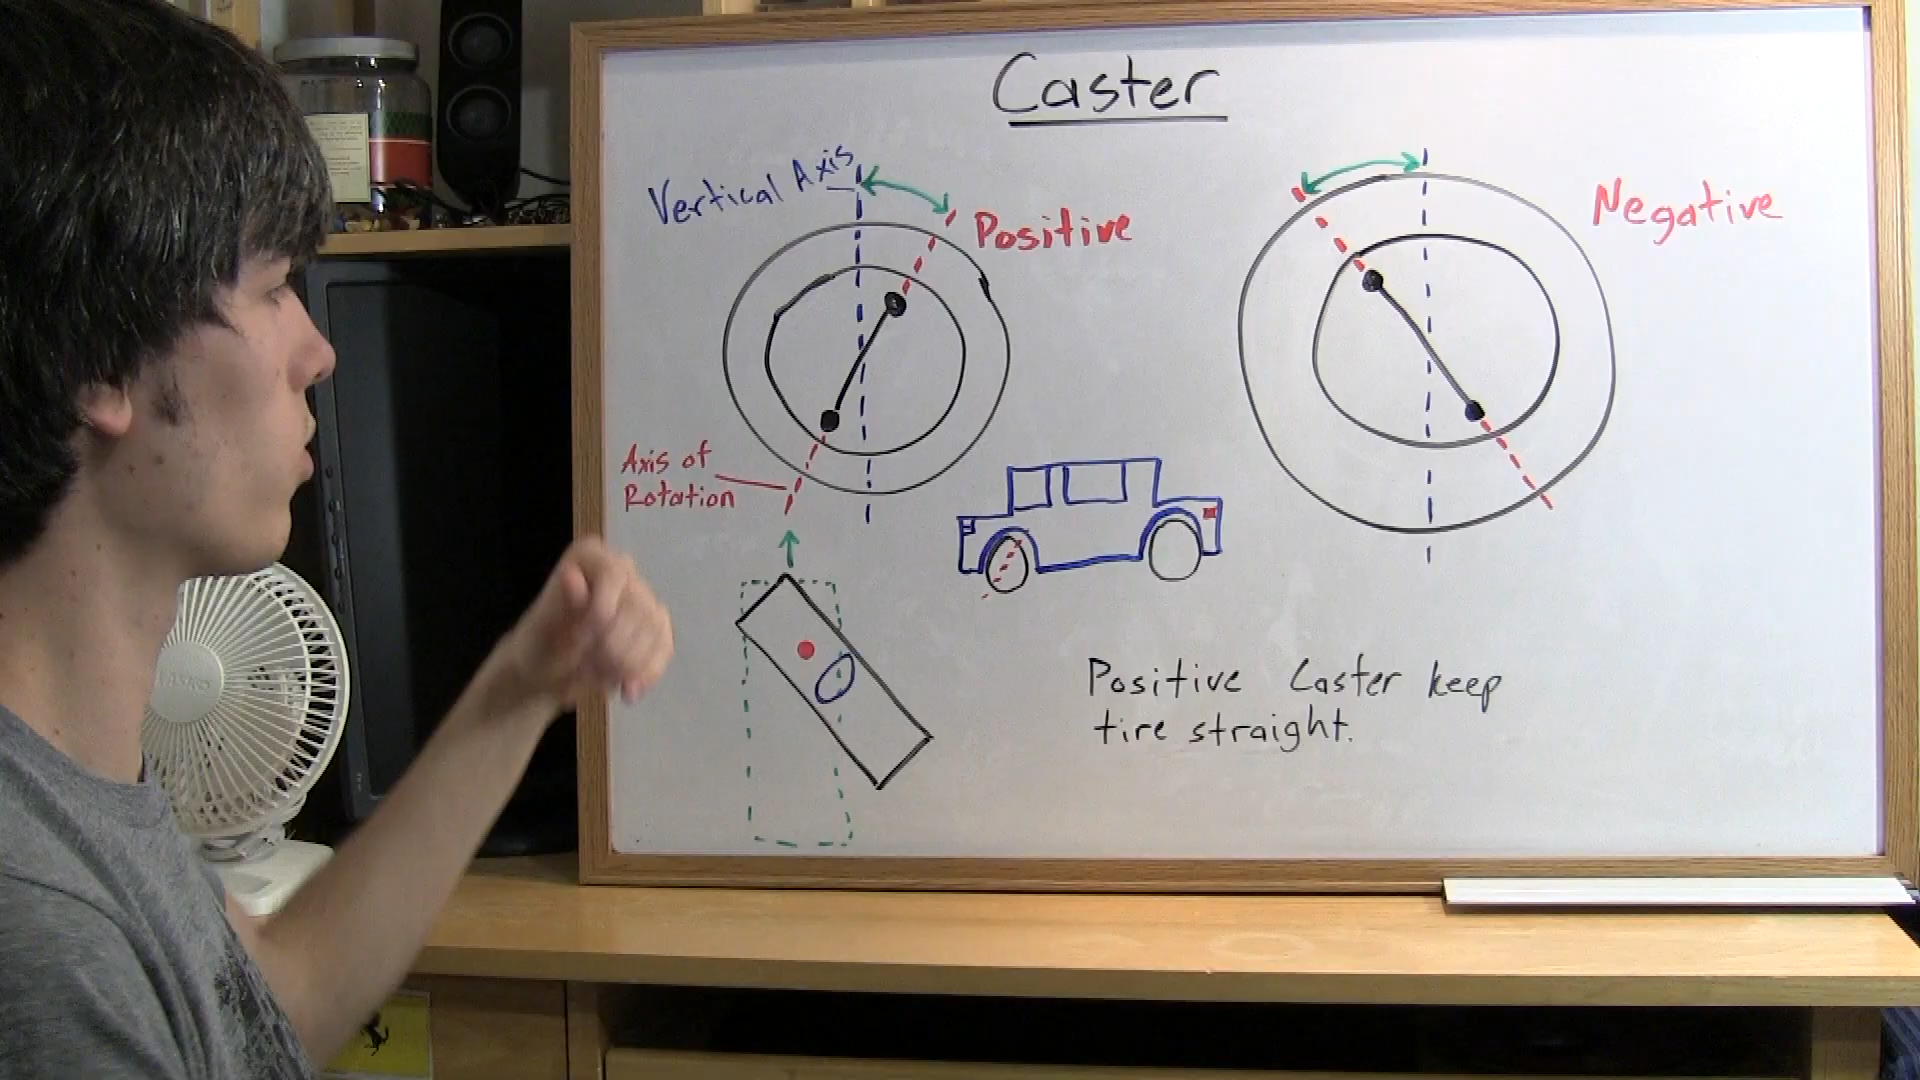 Caster
Vertical Axis
Positive
Negative
Axis of
Rotation
Positive Caster keep
tire straight.